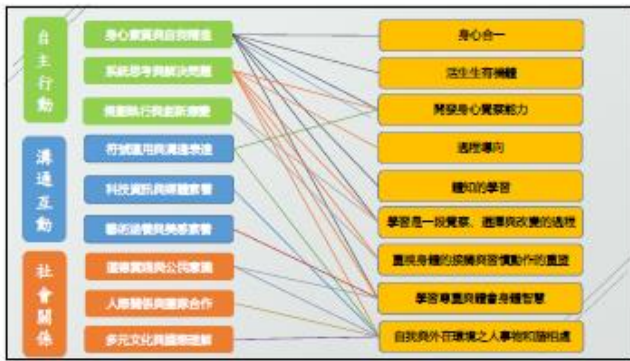 自主行動
身心素質與自我精進
系統思考與解決問題
規劃執行與創新應變
溝通互動
符號運用與溝通表達
科技資訊與媒體素養
藝術涵養與美感素養
社會關係
道德實踐與公民意識
人際關係與團隊合作
多元文化與國際理解
身心合一
活生生有機體
開發身心覺察能力
過程導向
體知的學習
學習是一段覺察、選擇與改變的過程
重視身體的接觸與習慣動作的重塑
學習尊重與體會身體智慧
自我與外在環境之人事物和諧相處